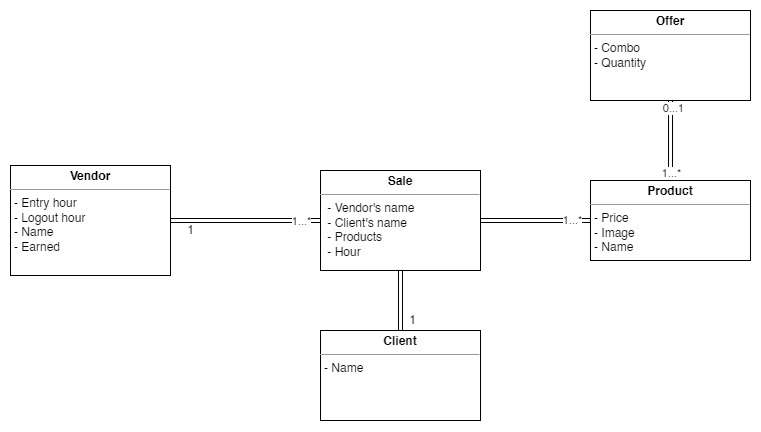 Offer
- Combo
- Quantity
0...1
1...*
Product
- Price
- Image
- Name
Vendor
- Entry hour
- Logout hour
- Name
- Earned
1
1...*
Sale
- Vendor's name
- Client's name
- Products
- Hour
1...*
1
Client
- Name